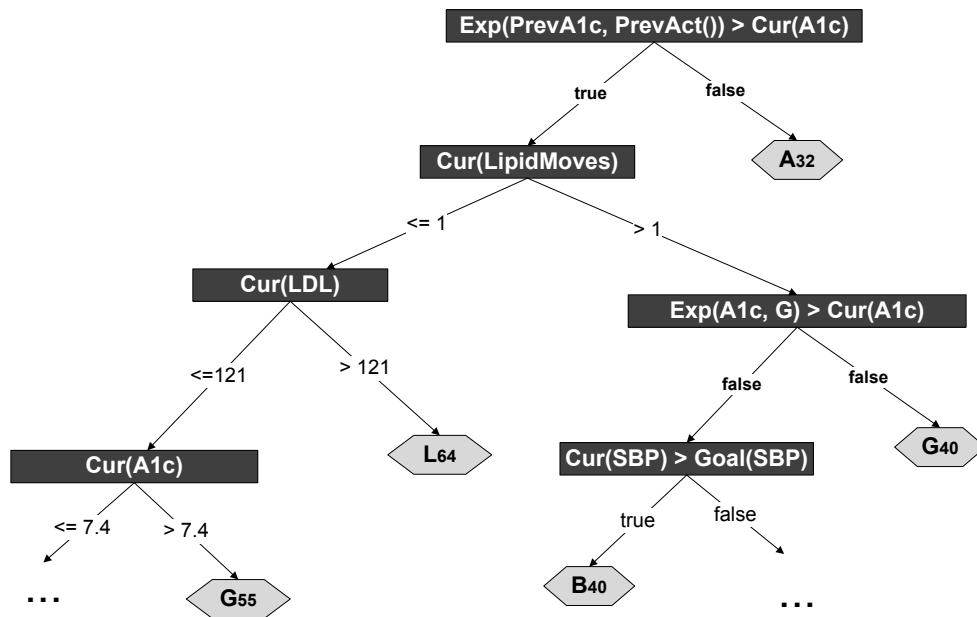 Exp(PrevA1c, PrevAct()) > Cur(A1c)
true
false
Cur(LipidMoves)
A32
<= 1
> 1
Cur(LDL)
Exp(A1c, G) > Cur(A1c)
<=121
> 121
false
false
Cur(A1c)
L64
Cur(SBP) > Goal(SBP)
G40
<= 7.4
> 7.4
true
false
...
G55
B40
...